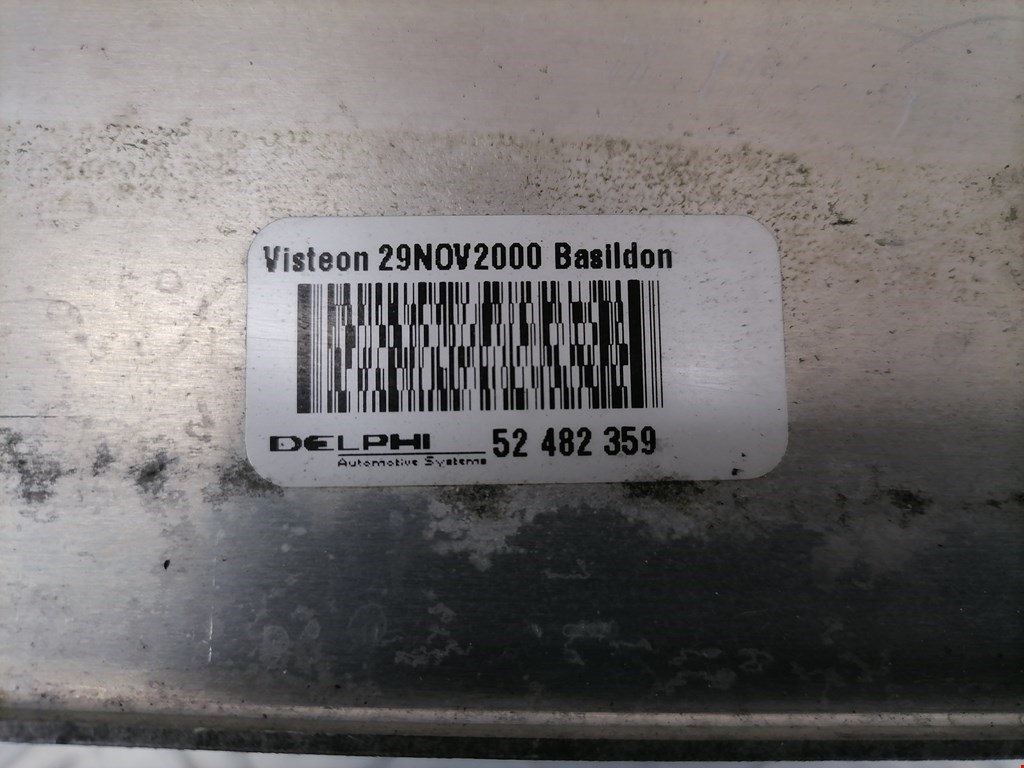 Visteon 29NOV2000 Basildon
DELPHI 52 482 359
Automotive Systems